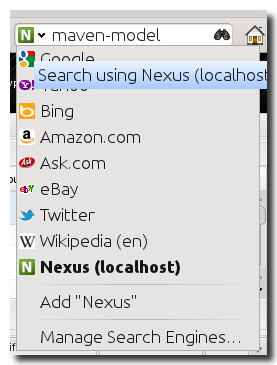 maven-model
Google
Search using Nexus (localhost
Yahoo
Bing
Amazon.com
Ask.com
eBay
Twitter
Wikipedia (en)
Nexus (localhost)
Add "Nexus"
Manage Search Engines...